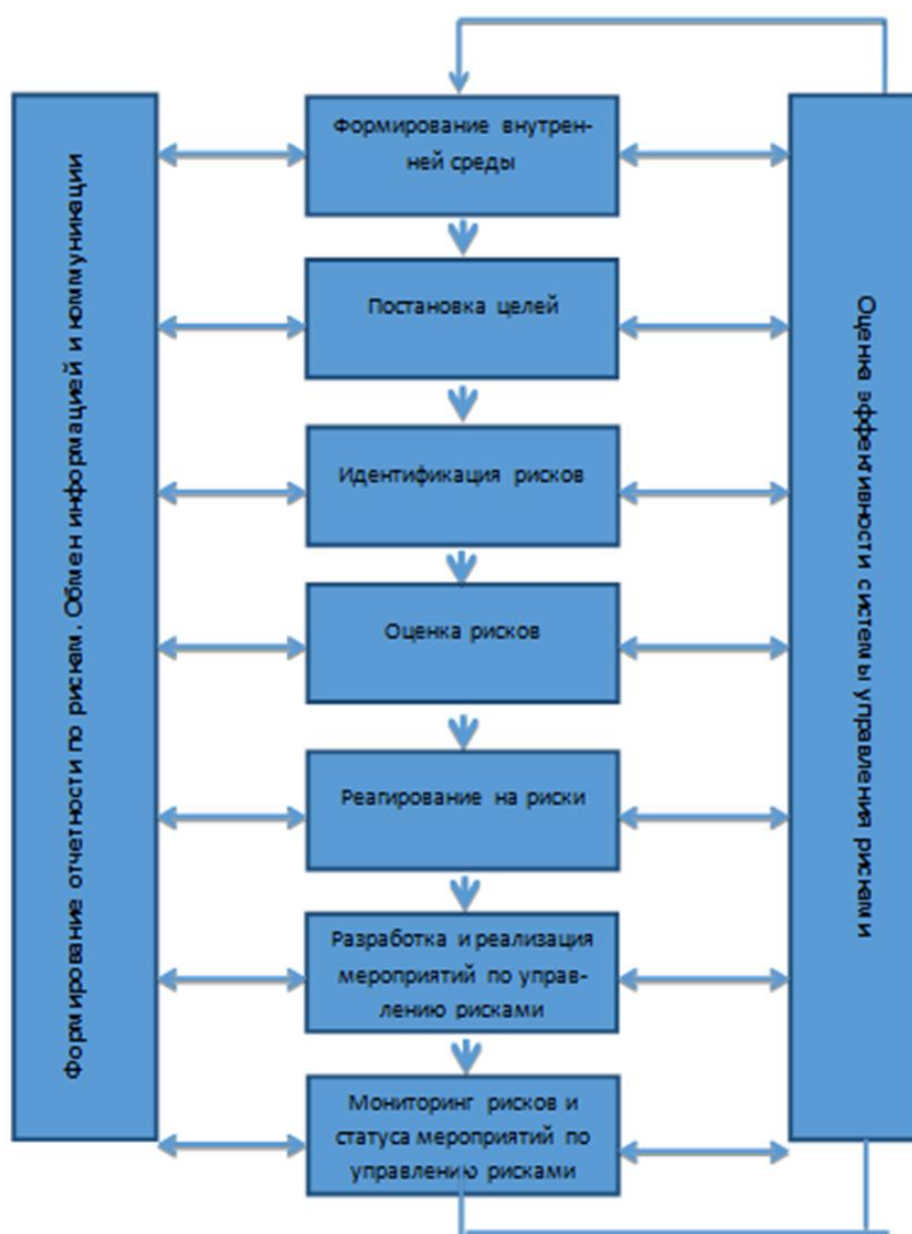 Формирование отчетности по рискам. Обмен информацией и коммуникации
Формирование внутрен-
ней среды
Постановка целей
Идентификация рисков
Оценка рисков
Реагирование на риски
Разработка и реализация
мероприятий по управ-
лению рисками
Мониторинг рисков и
статуса мероприятий по
управлению рисками
Оценка эффективности системы управления рисками